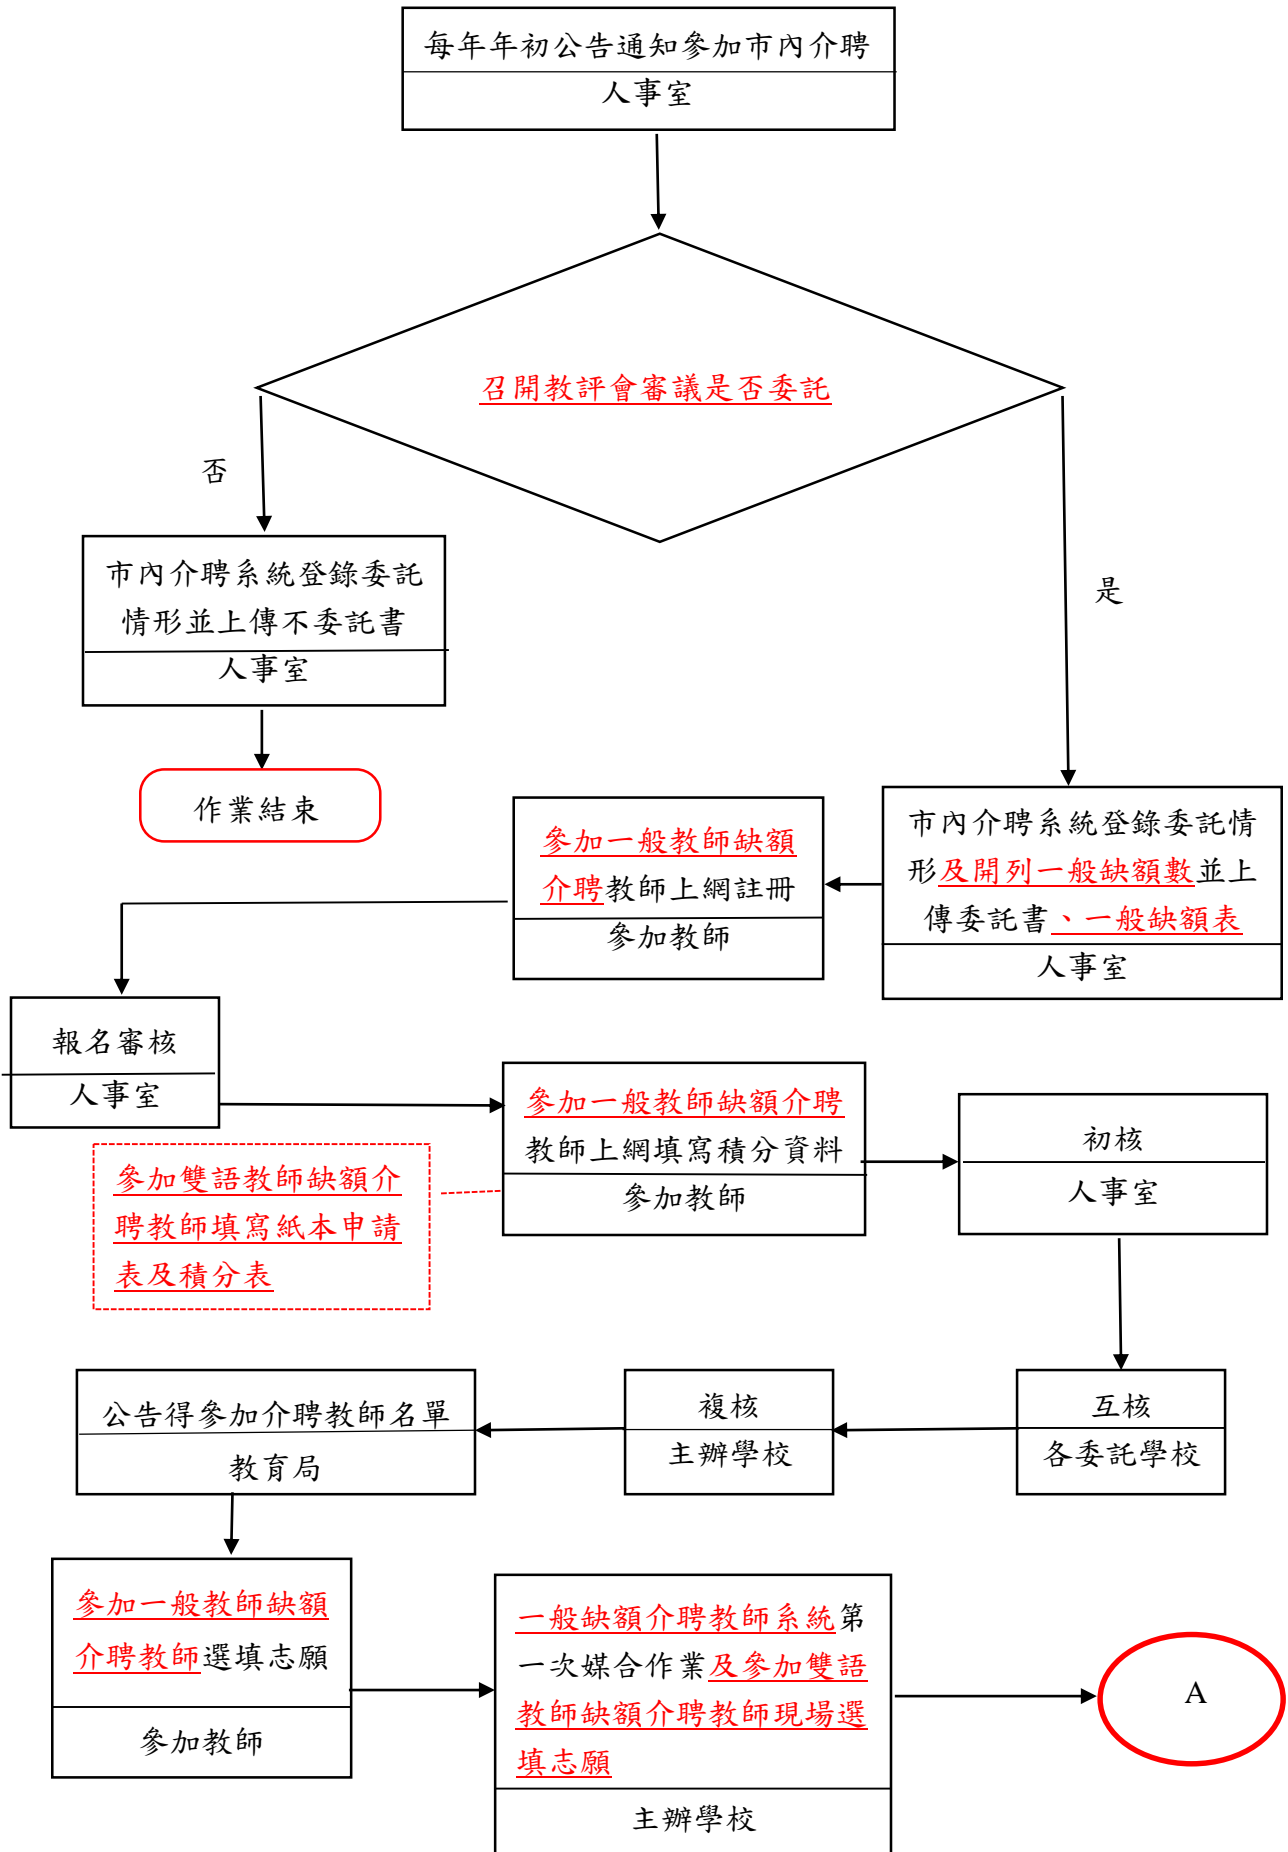 每年年初公告通知參加市內介聘
人事室
召開教評會審議是否委託
否
是
市內介聘系統登錄委託
情形並上傳不委託書
人事室
作業結束
市內介聘系統登錄委託情
形及開列一般缺額數並上
傳委託書、一般缺額表
人事室
參加一般教師缺額
介聘教師上網註冊
參加教師
報名審核
人事室
參加一般教師缺額介聘
教師上網填寫積分資料
參加教師
參加雙語教師缺額介
聘教師填寫紙本申請
表及積分表
初核
人事室
互核
各委託學校
複核
主辦學校
公告得參加介聘教師名單
教育局
參加一般教師缺額
介聘教師選填志願
參加教師
一般缺額介聘教師系統第
一次媒合作業及參加雙語
教師缺額介聘教師現場選
填志願
主辦學校
A